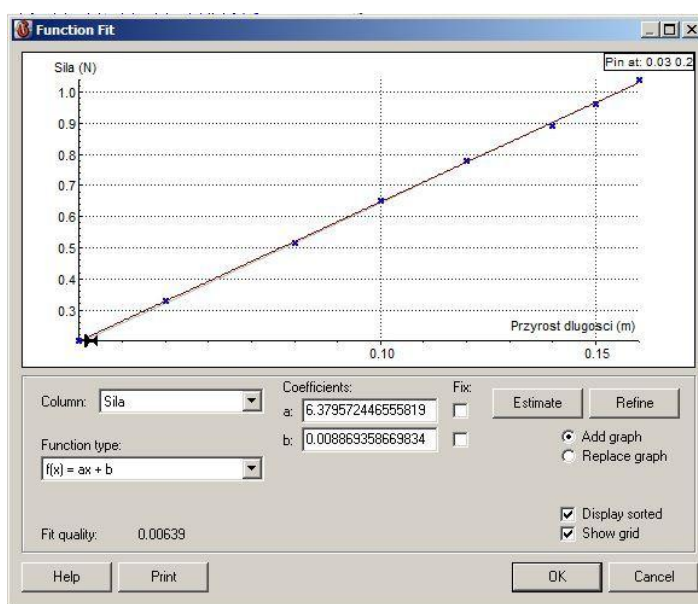 Function Fit
Sila (N)
Pin at: 0.03 0.2
1.0
0.9
0.8
0.7
0.6
0.5
0.4
0.3
Przyrost dlugosci (m)
0.10
0.15
Column:
Sila
Coefficients:
Fix:
a:
6.379572446555819
b:
0.008869358669834
Estimate
Refine
Function type:
f(x) = ax + b
Add graph
Replace graph
Display sorted
Show grid
Fit quality:
0.00639
Help
Print
OK
Cancel